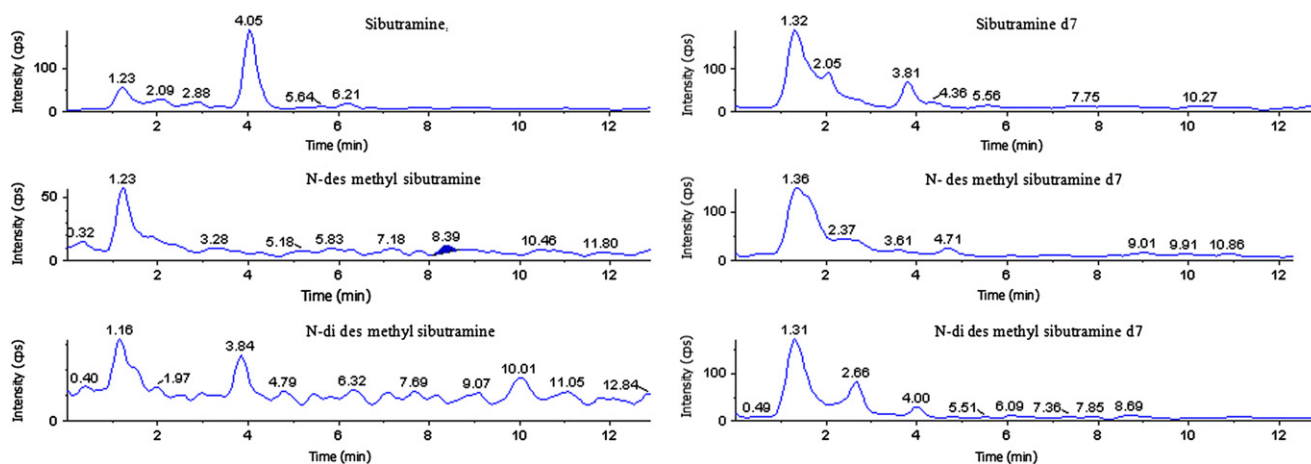 Sibutramine,
Intensity (cps)
100
0
1.23
2.09
2.88
4.05
5.64
6.21
2 4 6 8 10 12
Time (min)
Sibutramine d7
Intensity (cps)
100
0
1.32
2.05
3.81
4.36
5.56
7.75
10.27
2 4 6 8 10 12
Time (min)
N-des methyl sibutramine
Intensity (cps)
50
0
0.32
1.23
3.28
5.18
5.83
7.18
8.39
10.46
11.80
2 4 6 8 10 12
Time (min)
N- des methyl sibutramine d7
Intensity (cps)
100
0
1.36
2.37
3.61
4.71
9.01
9.91
10.86
2 4 6 8 10 12
Time (min)
N-di des methyl sibutramine
Intensity (cps)
0
0.40
1.16
1.97
3.84
4.79
6.32
7.69
9.07
10.01
11.05
12.84
2 4 6 8 10 12
Time (min)
N-di des methyl sibutramine d7
Intensity (cps)
100
0
0.49
1.31
2.66
4.00
5.51
6.09
7.36
7.85
8.69
2 4 6 8 10 12
Time (min)